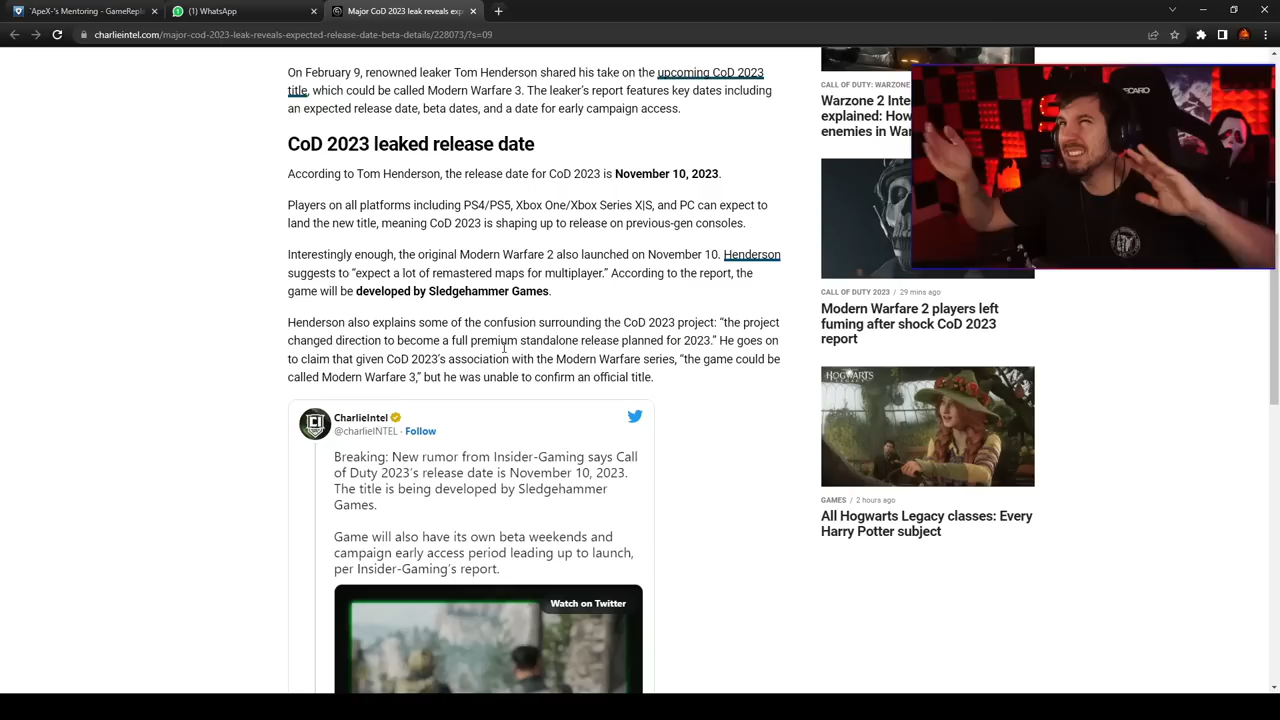 `ApeX-'s Mentoring - GameRepl
(1) WhatsApp
Major CoD 2023 leak reveals exp
charlieintel.com/major-cod-2023-leak-reveals-expected-release-date-beta-details/228073/?s=09
On February 9, renowned leaker Tom Henderson shared his take on the upcoming CoD 2023
title, which could be called Modern Warfare 3. The leaker's report features key dates including
an expected release date, beta dates, and a date for early campaign access.
CoD 2023 leaked release date
According to Tom Henderson, the release date for CoD 2023 is November 10, 2023.
Players on all platforms including PS4/PS5, Xbox One/Xbox Series X|S, and PC can expect to
land the new title, meaning CoD 2023 is shaping up to release on previous-gen consoles.
Interestingly enough, the original Modern Warfare 2 also launched on November 10. Henderson
suggests to “expect a lot of remastered maps for multiplayer.” According to the report, the
game will be developed by Sledgehammer Games.
Henderson also explains some of the confusion surrounding the CoD 2023 project: “the project
changed direction to become a full premium standalone release planned for 2023.” He goes on
to claim that given CoD 2023’s association with the Modern Warfare series, “the game could be
called Modern Warfare 3,” but he was unable to confirm an official title.
CharlieIntel
@charlieINTEL · Follow
Breaking: New rumor from Insider-Gaming says Call
of Duty 2023’s release date is November 10, 2023.
The title is being developed by Sledgehammer
Games.
Game will also have its own beta weekends and
campaign early access period leading up to launch,
per Insider-Gaming’s report.
Watch on Twitter
CALL OF DUTY: WARZONE
Warzone 2 Inte
explained: How
enemies in War
CALL OF DUTY 2023 / 29 mins ago
Modern Warfare 2 players left
fuming after shock CoD 2023
report
HOGWARTS
LEGACY
GAMES / 2 hours ago
All Hogwarts Legacy classes: Every
Harry Potter subject